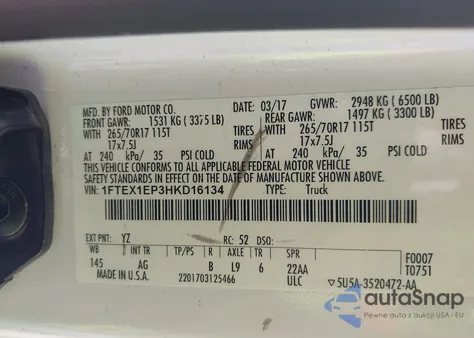 MFD. BY FORD MOTOR CO.
DATE: 03/17 GVWR: 2948 KG ( 6500 LB)
FRONT GAWR: 1531 KG ( 3375 LB) REAR GAWR: 1497 KG ( 3300 LB)
WITH 265/70R17 115T TIRES WITH 265/70R17 115T TIRES
17x7.5J RIMS 17x7.5J RIMS
AT 240 kPa/ 35 PSI COLD AT 240 kPa/ 35 PSI COLD
THIS VEHICLE CONFORMS TO ALL APPLICABLE FEDERAL MOTOR VEHICLE
SAFETY STANDARDS IN EFFECT ON THE DATE OF MANUFACTURE SHOWN ABOVE.
VIN: 1FTEX1EP3HKD16134 TYPE: Truck
EXT PNT: YZ RC: 52 DSO:
WB INT TR TP/PS R AXLE TR SPR F0007
145 AG B L9 6 22AA T0751
MADE IN U.S.A. 2201703125466 ULC ▽5U5A-3520472-AA
autoSnap
Pewne auto z USA i EU